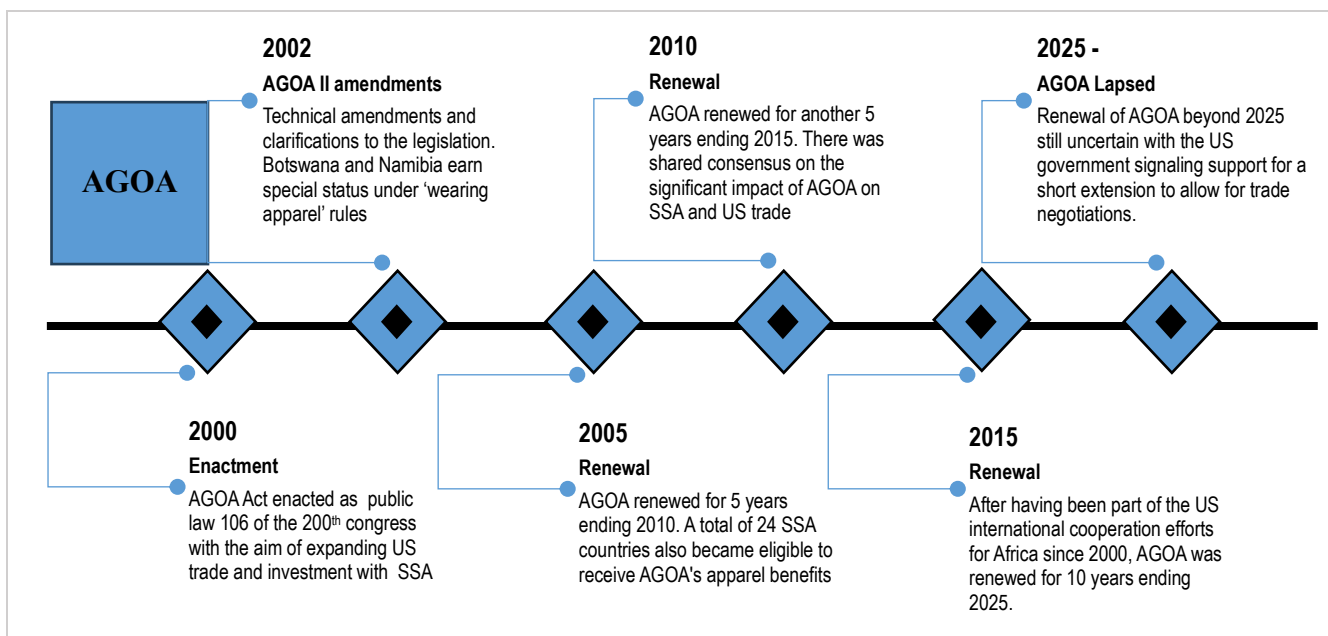 AGOA
2002
AGOA II amendments
Technical amendments and
clarifications to the legislation.
Botswana and Namibia earn
special status under ‘wearing
apparel’ rules
2010
Renewal
AGOA renewed for another 5
years ending 2015. There was
shared consensus on the
significant impact of AGOA on
SSA and US trade
2025 -
AGOA Lapsed
Renewal of AGOA beyond 2025
still uncertain with the US
government signaling support for a
short extension to allow for trade
negotiations.
2000
Enactment
AGOA Act enacted as public
law 106 of the 200th congress
with the aim of expanding US
trade and investment with SSA
2005
Renewal
AGOA renewed for 5 years
ending 2010. A total of 24 SSA
countries also became eligible to
receive AGOA's apparel benefits
2015
Renewal
After having been part of the US
international cooperation efforts
for Africa since 2000, AGOA was
renewed for 10 years ending
2025.